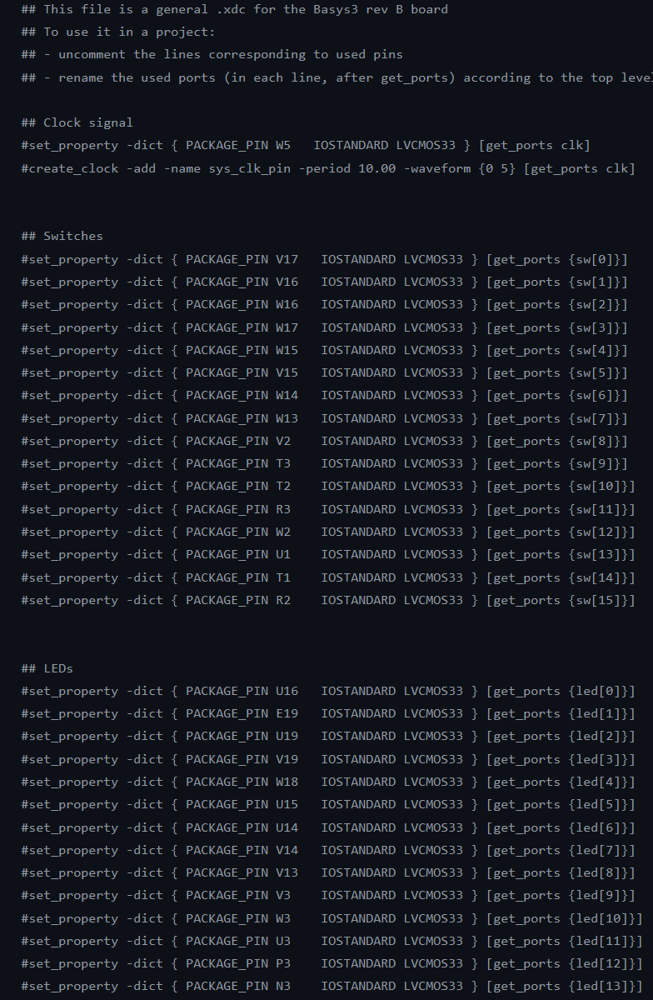 ## This file is a general .xdc for the Basys3 rev B board
## To use it in a project:
## - uncomment the lines corresponding to used pins
## - rename the used ports (in each line, after get_ports) according to the top level
## Clock signal
#set_property -dict { PACKAGE_PIN W5   IOSTANDARD LVCMOS33 } [get_ports clk]
#create_clock -add -name sys_clk_pin -period 10.00 -waveform {0 5} [get_ports clk]
## Switches
#set_property -dict { PACKAGE_PIN V17   IOSTANDARD LVCMOS33 } [get_ports {sw[0]}]
#set_property -dict { PACKAGE_PIN V16   IOSTANDARD LVCMOS33 } [get_ports {sw[1]}]
#set_property -dict { PACKAGE_PIN W16   IOSTANDARD LVCMOS33 } [get_ports {sw[2]}]
#set_property -dict { PACKAGE_PIN W17   IOSTANDARD LVCMOS33 } [get_ports {sw[3]}]
#set_property -dict { PACKAGE_PIN W15   IOSTANDARD LVCMOS33 } [get_ports {sw[4]}]
#set_property -dict { PACKAGE_PIN V15   IOSTANDARD LVCMOS33 } [get_ports {sw[5]}]
#set_property -dict { PACKAGE_PIN W14   IOSTANDARD LVCMOS33 } [get_ports {sw[6]}]
#set_property -dict { PACKAGE_PIN W13   IOSTANDARD LVCMOS33 } [get_ports {sw[7]}]
#set_property -dict { PACKAGE_PIN V2    IOSTANDARD LVCMOS33 } [get_ports {sw[8]}]
#set_property -dict { PACKAGE_PIN T3    IOSTANDARD LVCMOS33 } [get_ports {sw[9]}]
#set_property -dict { PACKAGE_PIN T2    IOSTANDARD LVCMOS33 } [get_ports {sw[10]}]
#set_property -dict { PACKAGE_PIN R3    IOSTANDARD LVCMOS33 } [get_ports {sw[11]}]
#set_property -dict { PACKAGE_PIN W2    IOSTANDARD LVCMOS33 } [get_ports {sw[12]}]
#set_property -dict { PACKAGE_PIN U1    IOSTANDARD LVCMOS33 } [get_ports {sw[13]}]
#set_property -dict { PACKAGE_PIN T1    IOSTANDARD LVCMOS33 } [get_ports {sw[14]}]
#set_property -dict { PACKAGE_PIN R2    IOSTANDARD LVCMOS33 } [get_ports {sw[15]}]
## LEDs
#set_property -dict { PACKAGE_PIN U16   IOSTANDARD LVCMOS33 } [get_ports {led[0]}]
#set_property -dict { PACKAGE_PIN E19   IOSTANDARD LVCMOS33 } [get_ports {led[1]}]
#set_property -dict { PACKAGE_PIN U19   IOSTANDARD LVCMOS33 } [get_ports {led[2]}]
#set_property -dict { PACKAGE_PIN V19   IOSTANDARD LVCMOS33 } [get_ports {led[3]}]
#set_property -dict { PACKAGE_PIN W18   IOSTANDARD LVCMOS33 } [get_ports {led[4]}]
#set_property -dict { PACKAGE_PIN U15   IOSTANDARD LVCMOS33 } [get_ports {led[5]}]
#set_property -dict { PACKAGE_PIN U14   IOSTANDARD LVCMOS33 } [get_ports {led[6]}]
#set_property -dict { PACKAGE_PIN V14   IOSTANDARD LVCMOS33 } [get_ports {led[7]}]
#set_property -dict { PACKAGE_PIN V13   IOSTANDARD LVCMOS33 } [get_ports {led[8]}]
#set_property -dict { PACKAGE_PIN V3    IOSTANDARD LVCMOS33 } [get_ports {led[9]}]
#set_property -dict { PACKAGE_PIN W3    IOSTANDARD LVCMOS33 } [get_ports {led[10]}]
#set_property -dict { PACKAGE_PIN U3    IOSTANDARD LVCMOS33 } [get_ports {led[11]}]
#set_property -dict { PACKAGE_PIN P3    IOSTANDARD LVCMOS33 } [get_ports {led[12]}]
#set_property -dict { PACKAGE_PIN N3    IOSTANDARD LVCMOS33 } [get_ports {led[13]}]